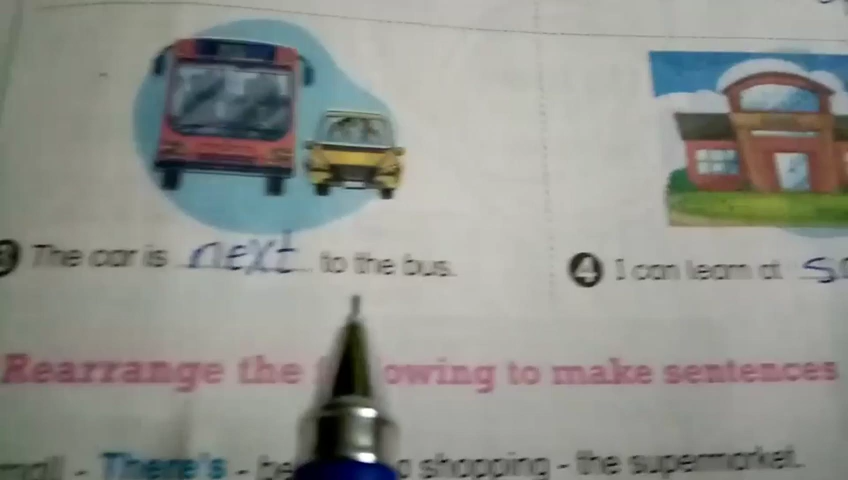 The car is next to the bus.
4 I can learn at
Rearrange the owing to make sentences
- There's - shopping - the supermarket.